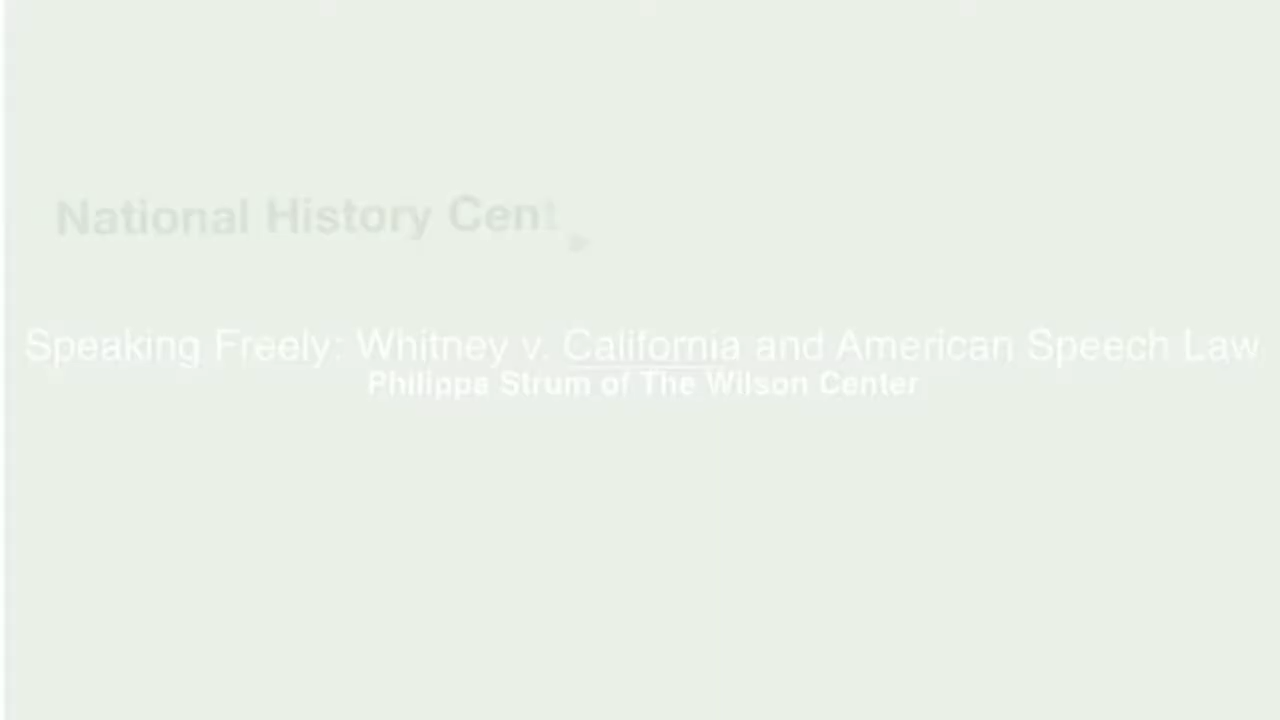 National History Cent
Speaking Freely: Whitney v. California and American Speech Law
Philippa Strum of The Wilson Center